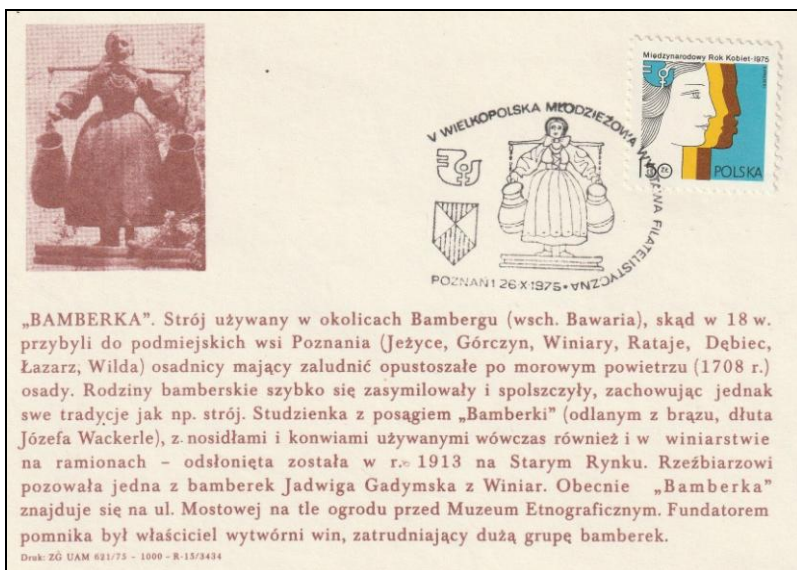 Międzynarodowy Rok Kobiet·1975
1.50 ZŁ
POLSKA
V WIELKOPOLSKA MŁODZIEŻOWA WYSTAWA FILATELISTYCZNA
POZNAŃ 1 26·X·1975
„BAMBERKA". Strój używany w okolicach Bambergu (wsch. Bawaria), skąd w 18 w.
przybyli do podmiejskich wsi Poznania (Jeżyce, Górczyn, Winiary, Rataje, Dębiec,
Łazarz, Wilda) osadnicy mający zaludnić opustoszałe po morowym powietrzu (1708 r.)
osady. Rodziny bamberskie szybko się zasymilowały i spolszczyły, zachowując jednak
swe tradycje jak np. strój. Studzienka z posągiem „Bamberki" (odlanym z brązu, dłuta
Józefa Wackerle), z nosidłami i konwiami używanymi wówczas również i w winiarstwie
na ramionach – odsłonięta została w r. 1913 na Starym Rynku. Rzeźbiarzowi
pozowała jedna z bamberek Jadwiga Gadymska z Winiar. Obecnie „Bamberka"
znajduje się na ul. Mostowej na tle ogrodu przed Muzeum Etnograficznym. Fundatorem
pomnika był właściciel wytwórni win, zatrudniający dużą grupę bamberek.
Druk: ZG UAM 621/75 - 1000 - R-15/3434